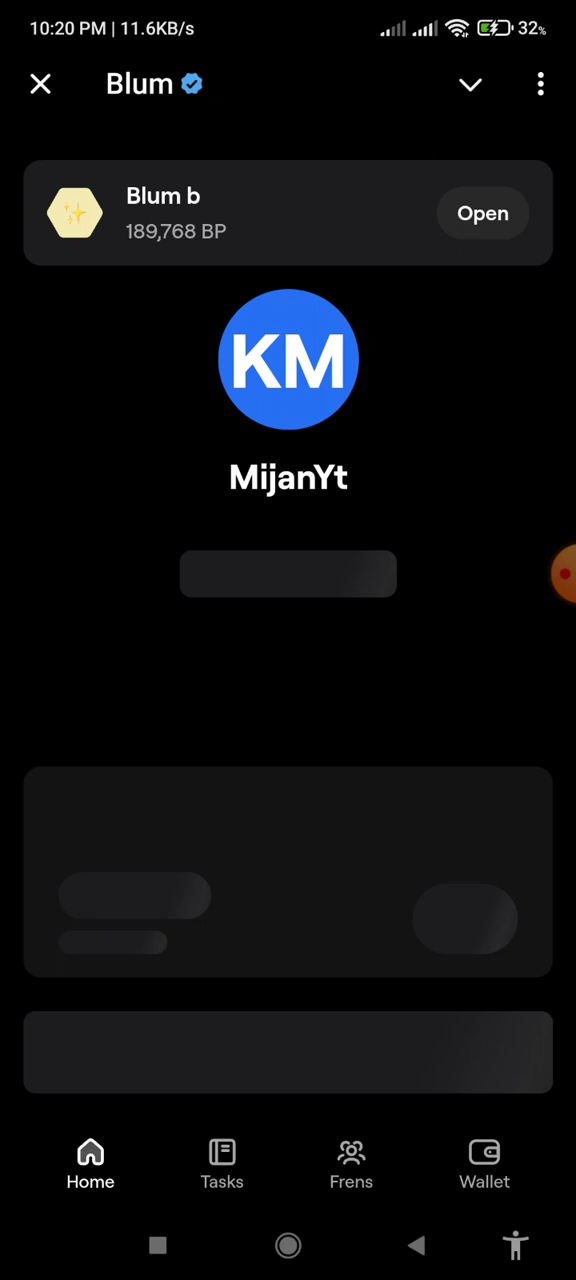 10:20 PM | 11.6KB/s 32%
Blum
Blum b
189,768 BP
Open
KM
MijanYt
Home Tasks Frens Wallet